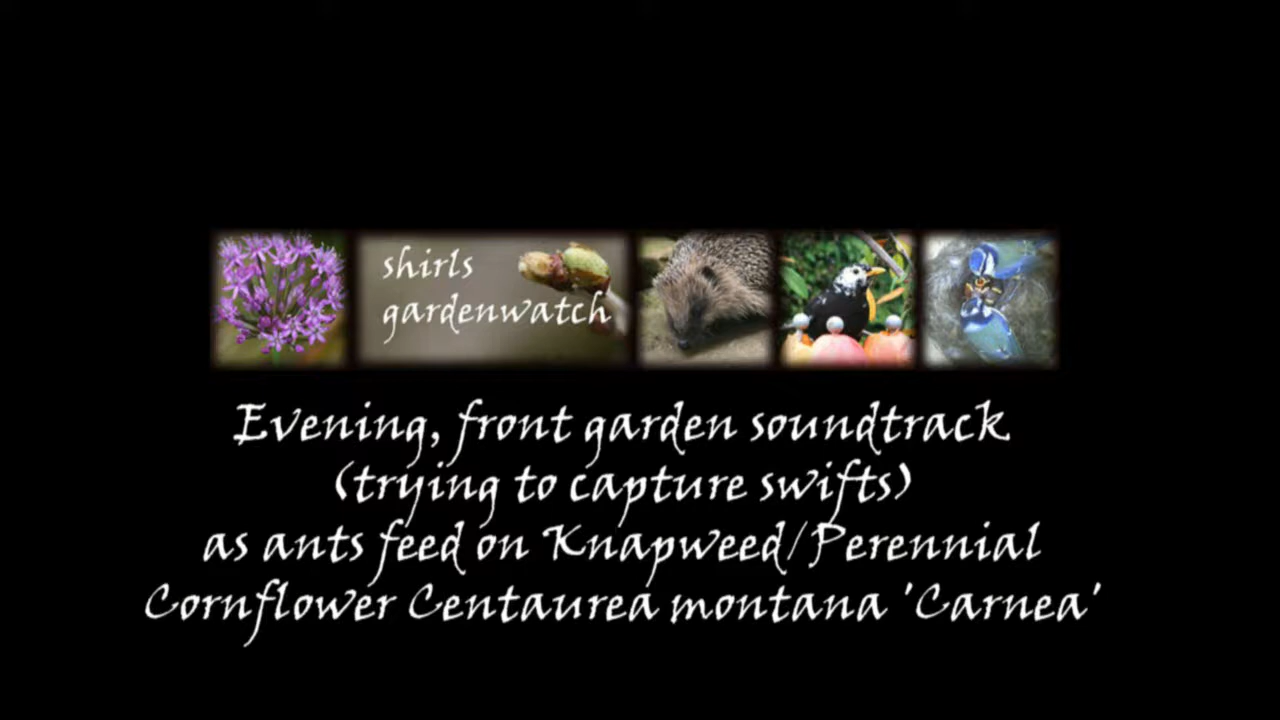 shirls
gardenwatch
Evening, front garden soundtrack
(trying to capture swifts)
as ants feed on Knapweed/Perennial
Cornflower Centaurea montana 'Carnea'